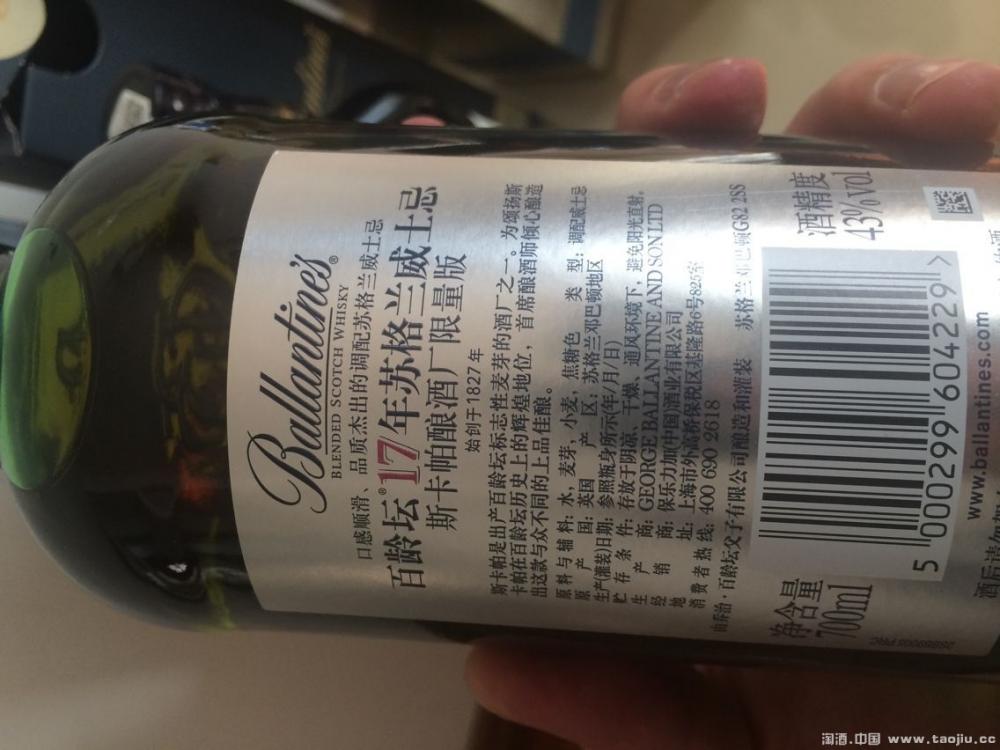 Ballantine's®
BLENDED SCOTCH WHISKY
口感顺滑、品质杰出的调配苏格兰威士忌
百龄坛®17年苏格兰威士忌
斯卡帕酿酒厂限量版
始创于1827年
斯卡帕是出产百龄坛标志性麦芽的酒厂之一。为颂扬斯
卡帕在百龄坛历史上的辉煌地位，首席酿酒师倾心酿造
出这款与众不同的上品佳酿。
原料与辅料: 水，麦芽，小麦，焦糖色 类型: 调配威士忌
原产国: 英国 产区: 苏格兰邓巴顿地区
生产(灌装)日期: 参照瓶身所示(年/月/日)
贮存条件: 存放于阴凉、干燥、通风环境下，避免阳光直射。
生产商: GEORGE BALLANTINE AND SON LTD
经销商: 保乐力加(中国)酒业有限公司
地址: 上海市外高桥保税区基隆路6号825室
消费者热线: 400 690 2618
由乔治·百龄坛父子有限公司酿造和灌装 苏格兰邓巴顿G82 2SS
净含量
700ml
酒精度
43%vol
5 000299 604229 >
www.ballantines.com
淘酒.中国 www.taojiu.cc